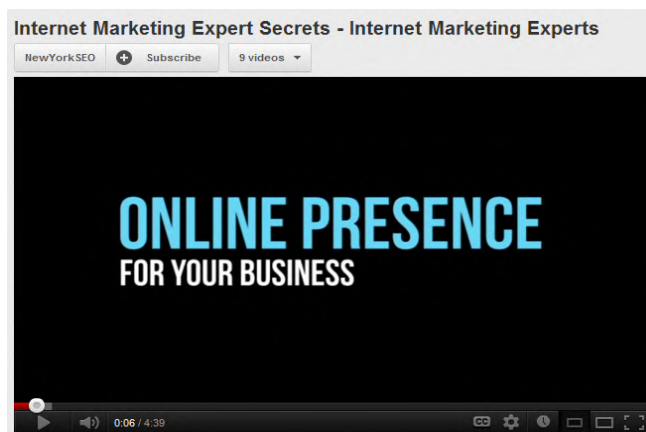 Internet Marketing Expert Secrets - Internet Marketing Experts
NewYorkSEO Subscribe 9 videos
ONLINE PRESENCE
FOR YOUR BUSINESS
0:06 / 4:39 CC